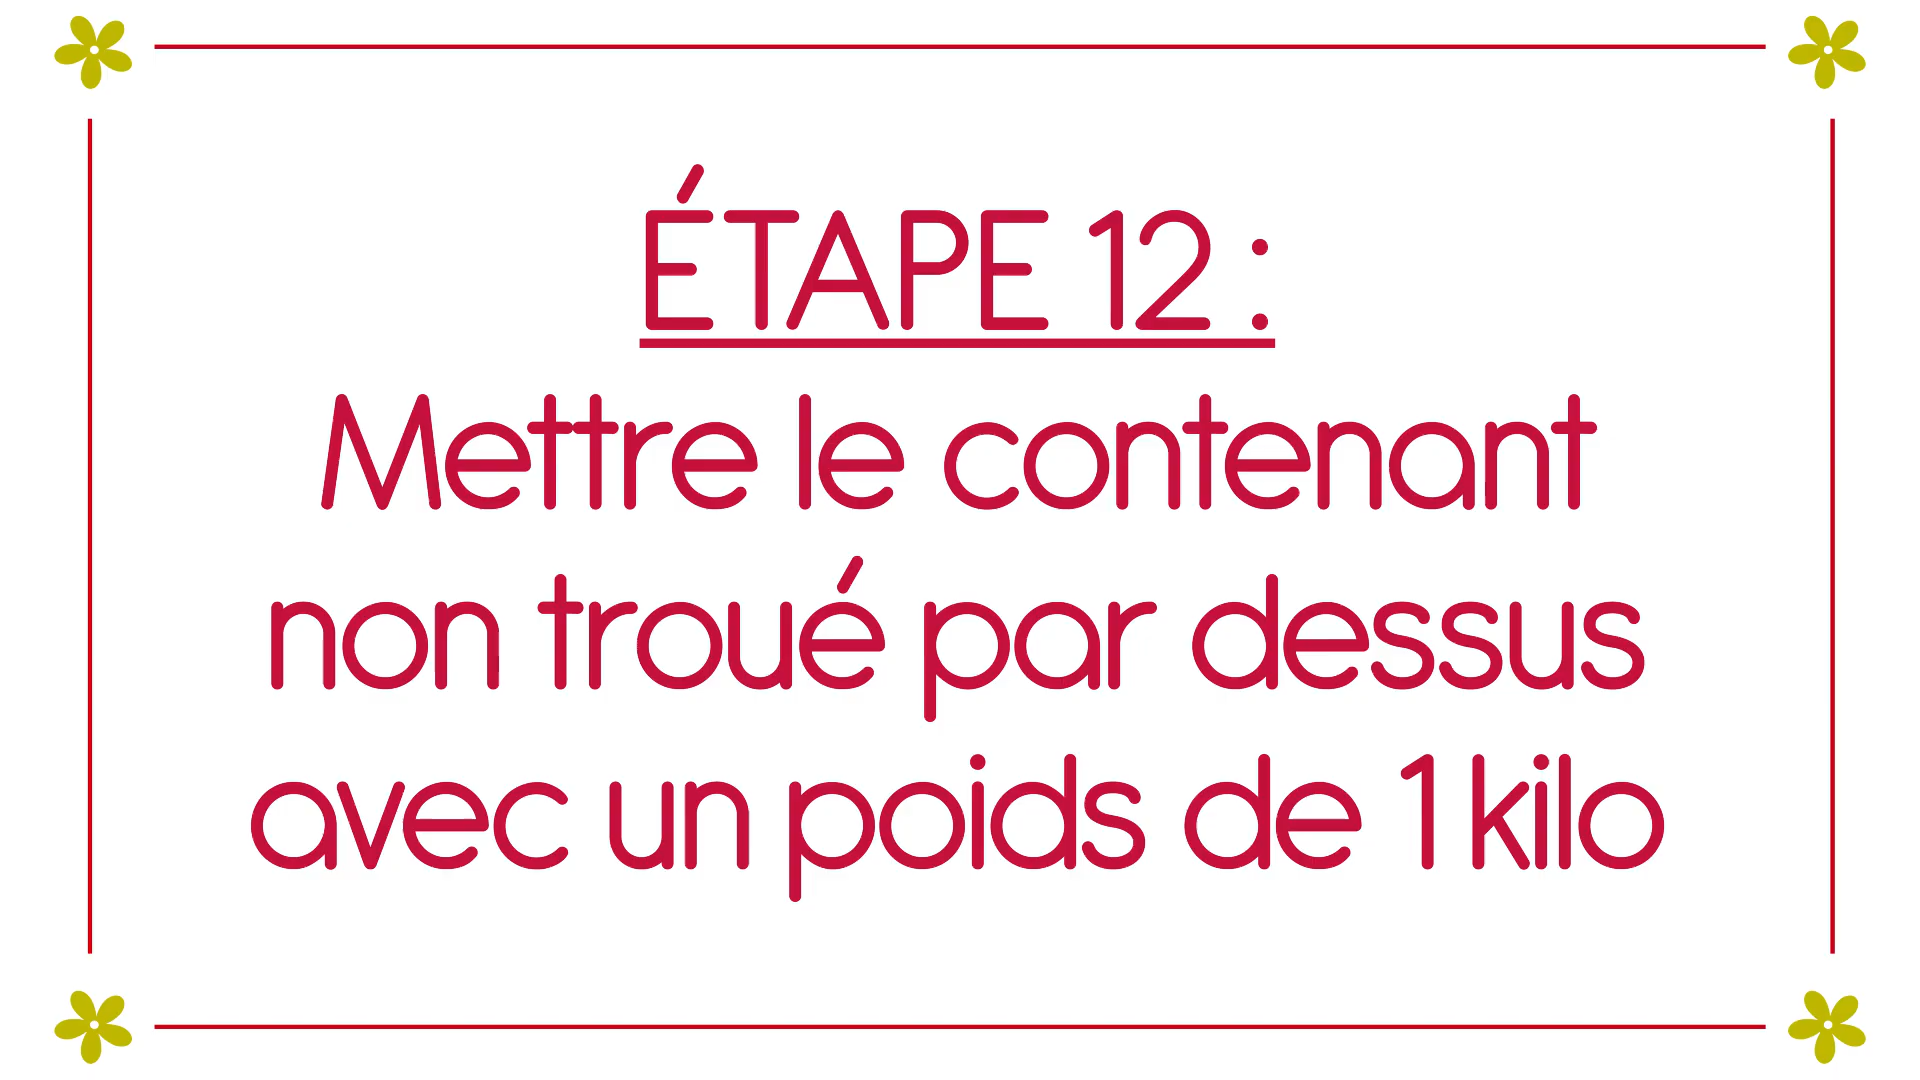 ÉTAPE 12 :
Mettre le contenant
non troué par dessus
avec un poids de 1 kilo